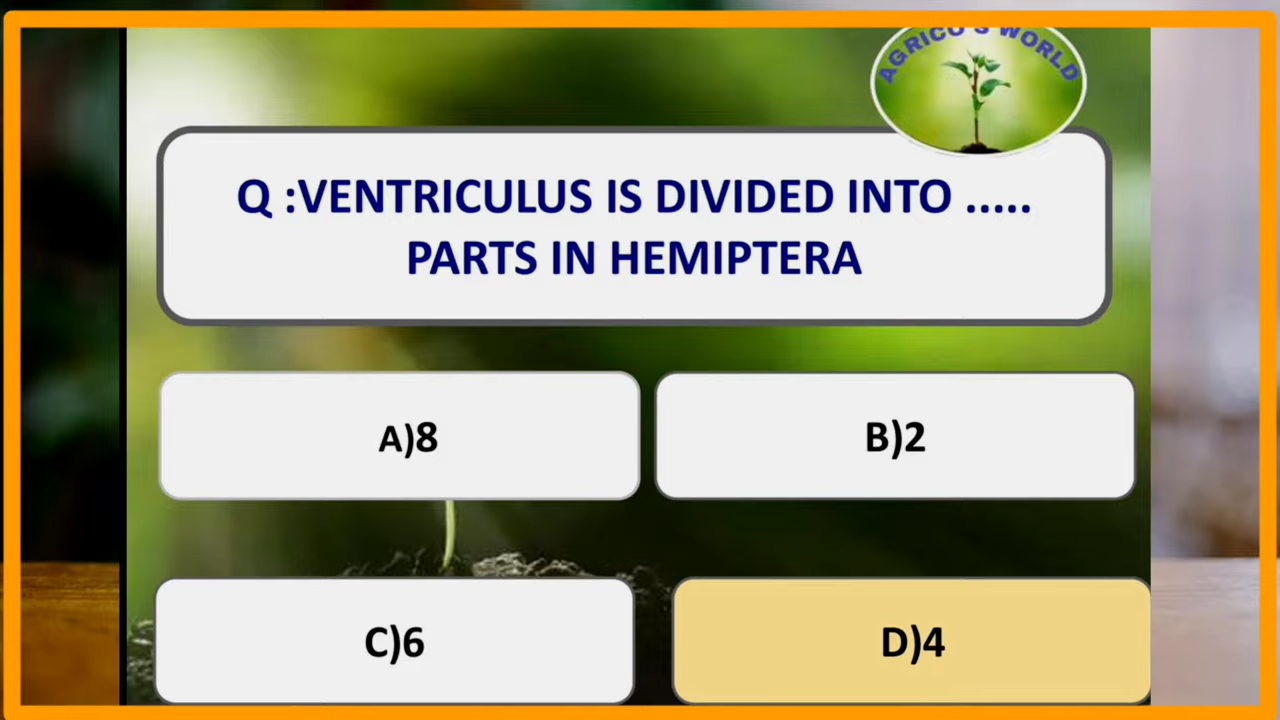 AGRICO'S WORLD
Q :VENTRICULUS IS DIVIDED INTO .....
PARTS IN HEMIPTERA
A)8
B)2
C)6
D)4